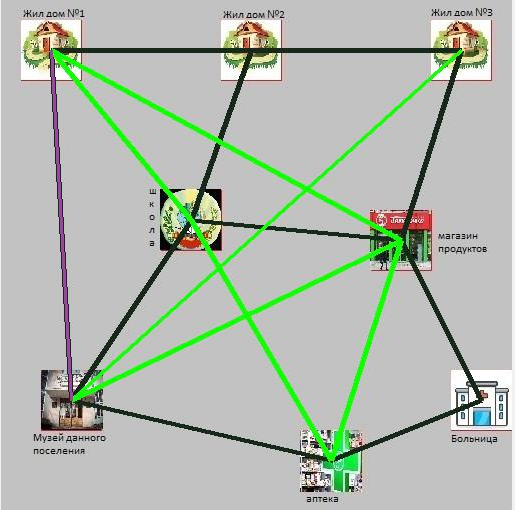 Жил дом №1
Жил дом №2
Жил дом №3
школа
магазин
продуктов
Музей данного
поселения
Больница
аптека